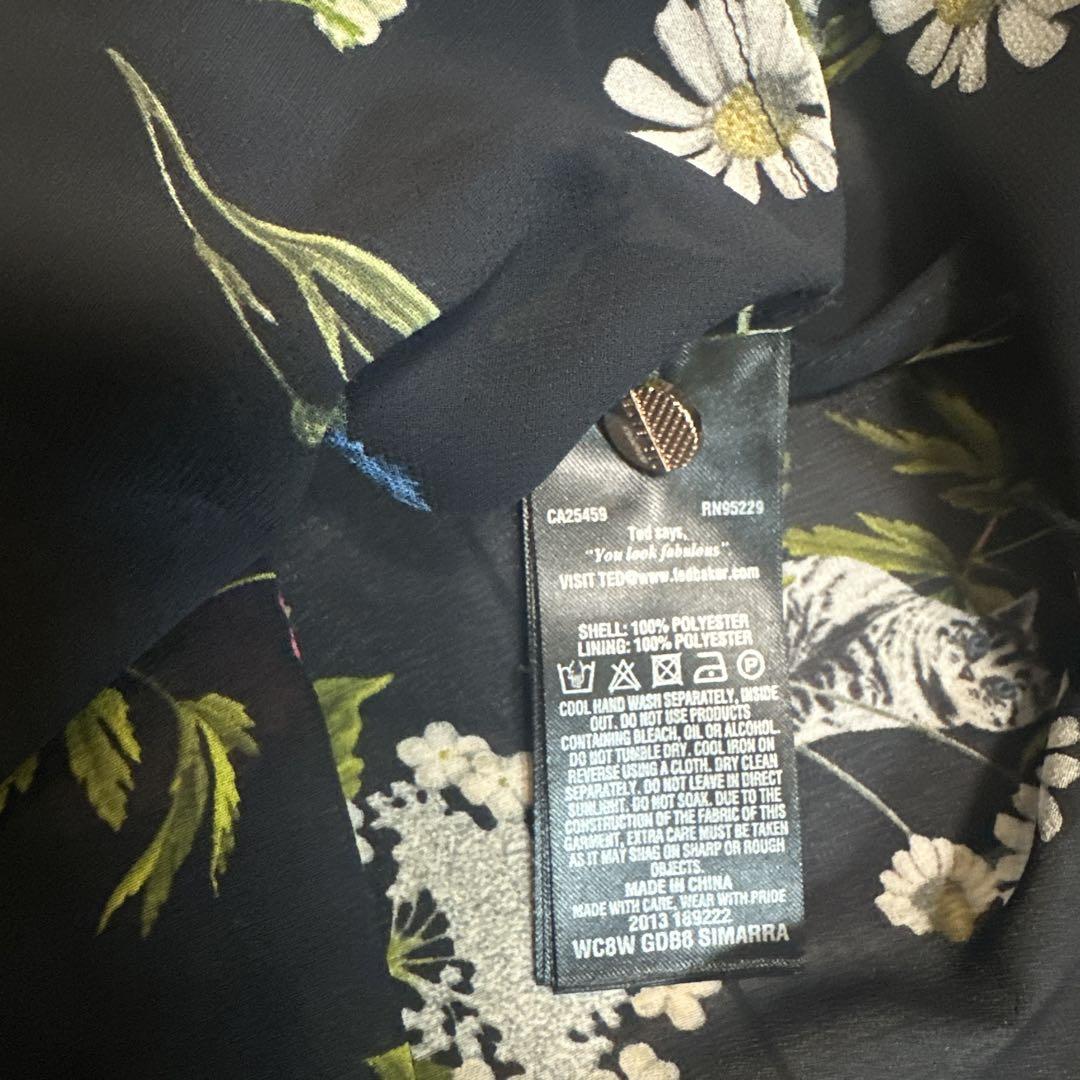 CA25459 RN95229
Ted says,
"You look fabulous"
VISIT TED@www.tedbaker.com
SHELL: 100% POLYESTER
LINING: 100% POLYESTER
COOL HAND WASH SEPARATELY, INSIDE
OUT. DO NOT USE PRODUCTS
CONTAINING BLEACH, OIL OR ALCOHOL.
DO NOT TUMBLE DRY. COOL IRON ON
REVERSE USING A CLOTH. DRY CLEAN
SEPARATELY. DO NOT LEAVE IN DIRECT
SUNLIGHT. DO NOT SOAK. DUE TO THE
CONSTRUCTION OF THE FABRIC OF THIS
GARMENT, EXTRA CARE MUST BE TAKEN
AS IT MAY SNAG ON SHARP OR ROUGH
OBJECTS.
MADE IN CHINA
MADE WITH CARE, WEAR WITH PRIDE
2013 189222
WC8W GDB8 SIMARRA